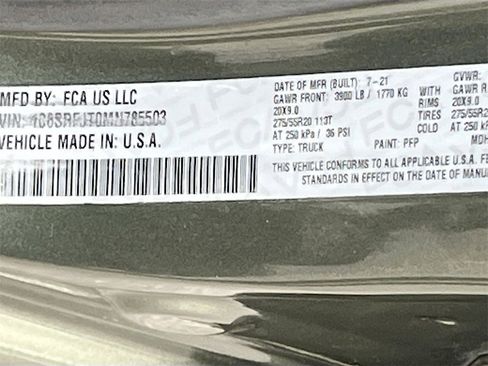 MFD BY: FCA US LLC
VIN: 1C6SRFJT0MN785503
VEHICLE MADE IN: U.S.A.
DATE OF MFR (BUILT): 7-21 GVWR:
GAWR FRONT: 3900 LB / 1770 KG WITH GAWR R
20X9.0 RIMS 20X9.0
275/55R20 113T TIRES 275/55R20
AT 250 kPa / 36 PSI COLD AT 250 k
TYPE: TRUCK PAINT: PFP MDH
THIS VEHICLE CONFORMS TO ALL APPLICABLE U.S.A. FE
STANDARDS IN EFFECT ON THE DATE OF MANU